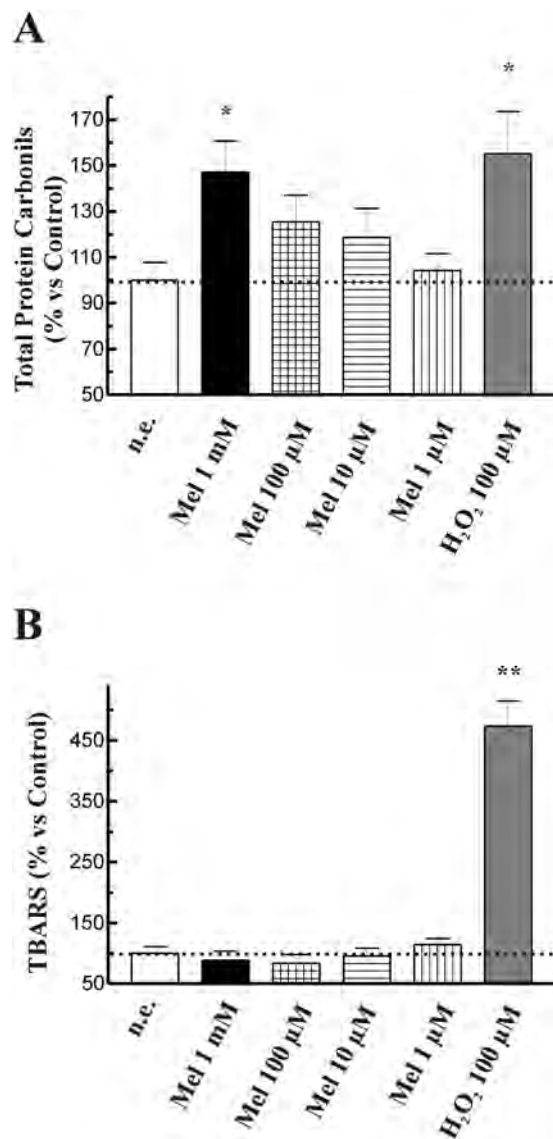 A
*
*
170
150
130
110
90
70
50
Total Protein Carbonils
(% vs Control)
n.e.
Mel 1 mM
Mel 100 µM
Mel 10 µM
Mel 1 µM
H₂O₂ 100 µM
B
**
450
350
250
150
50
TBARS (% vs Control)
n.e.
Mel 1 mM
Mel 100 µM
Mel 10 µM
Mel 1 µM
H₂O₂ 100 µM